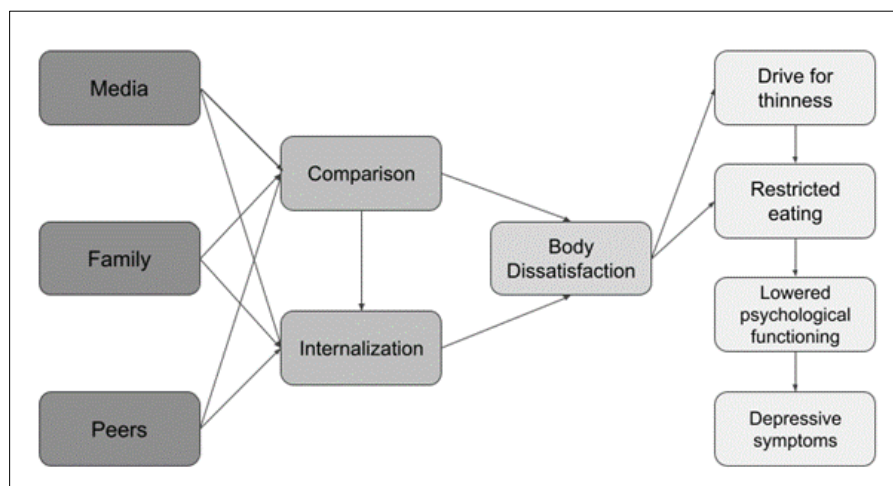 Media
Family
Peers
Comparison
Internalization
Body
Dissatisfaction
Drive for
thinness
Restricted
eating
Lowered
psychological
functioning
Depressive
symptoms